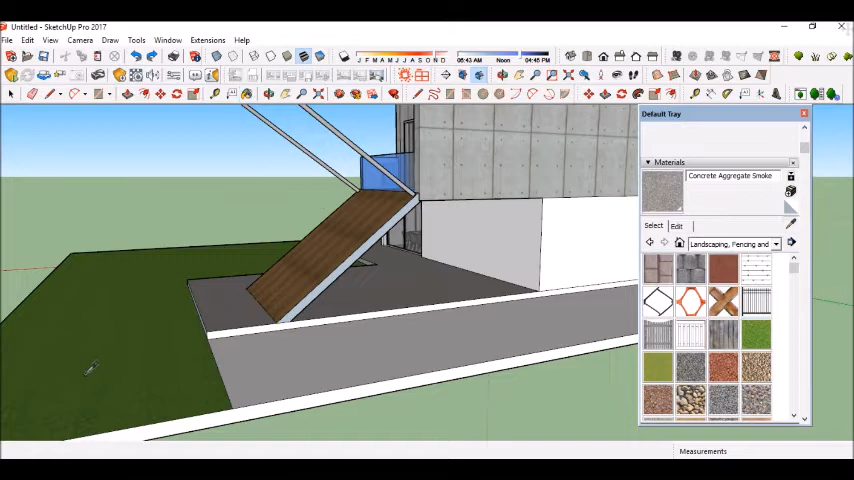 Untitled - SketchUp Pro 2017
File Edit View Camera Draw Tools Window Extensions Help
J F M A M J J A S O N D 06:43 AM Noon 04:45 PM
Default Tray
Materials
Concrete Aggregate Smoke
Select Edit
Landscaping, Fencing and
Measurements